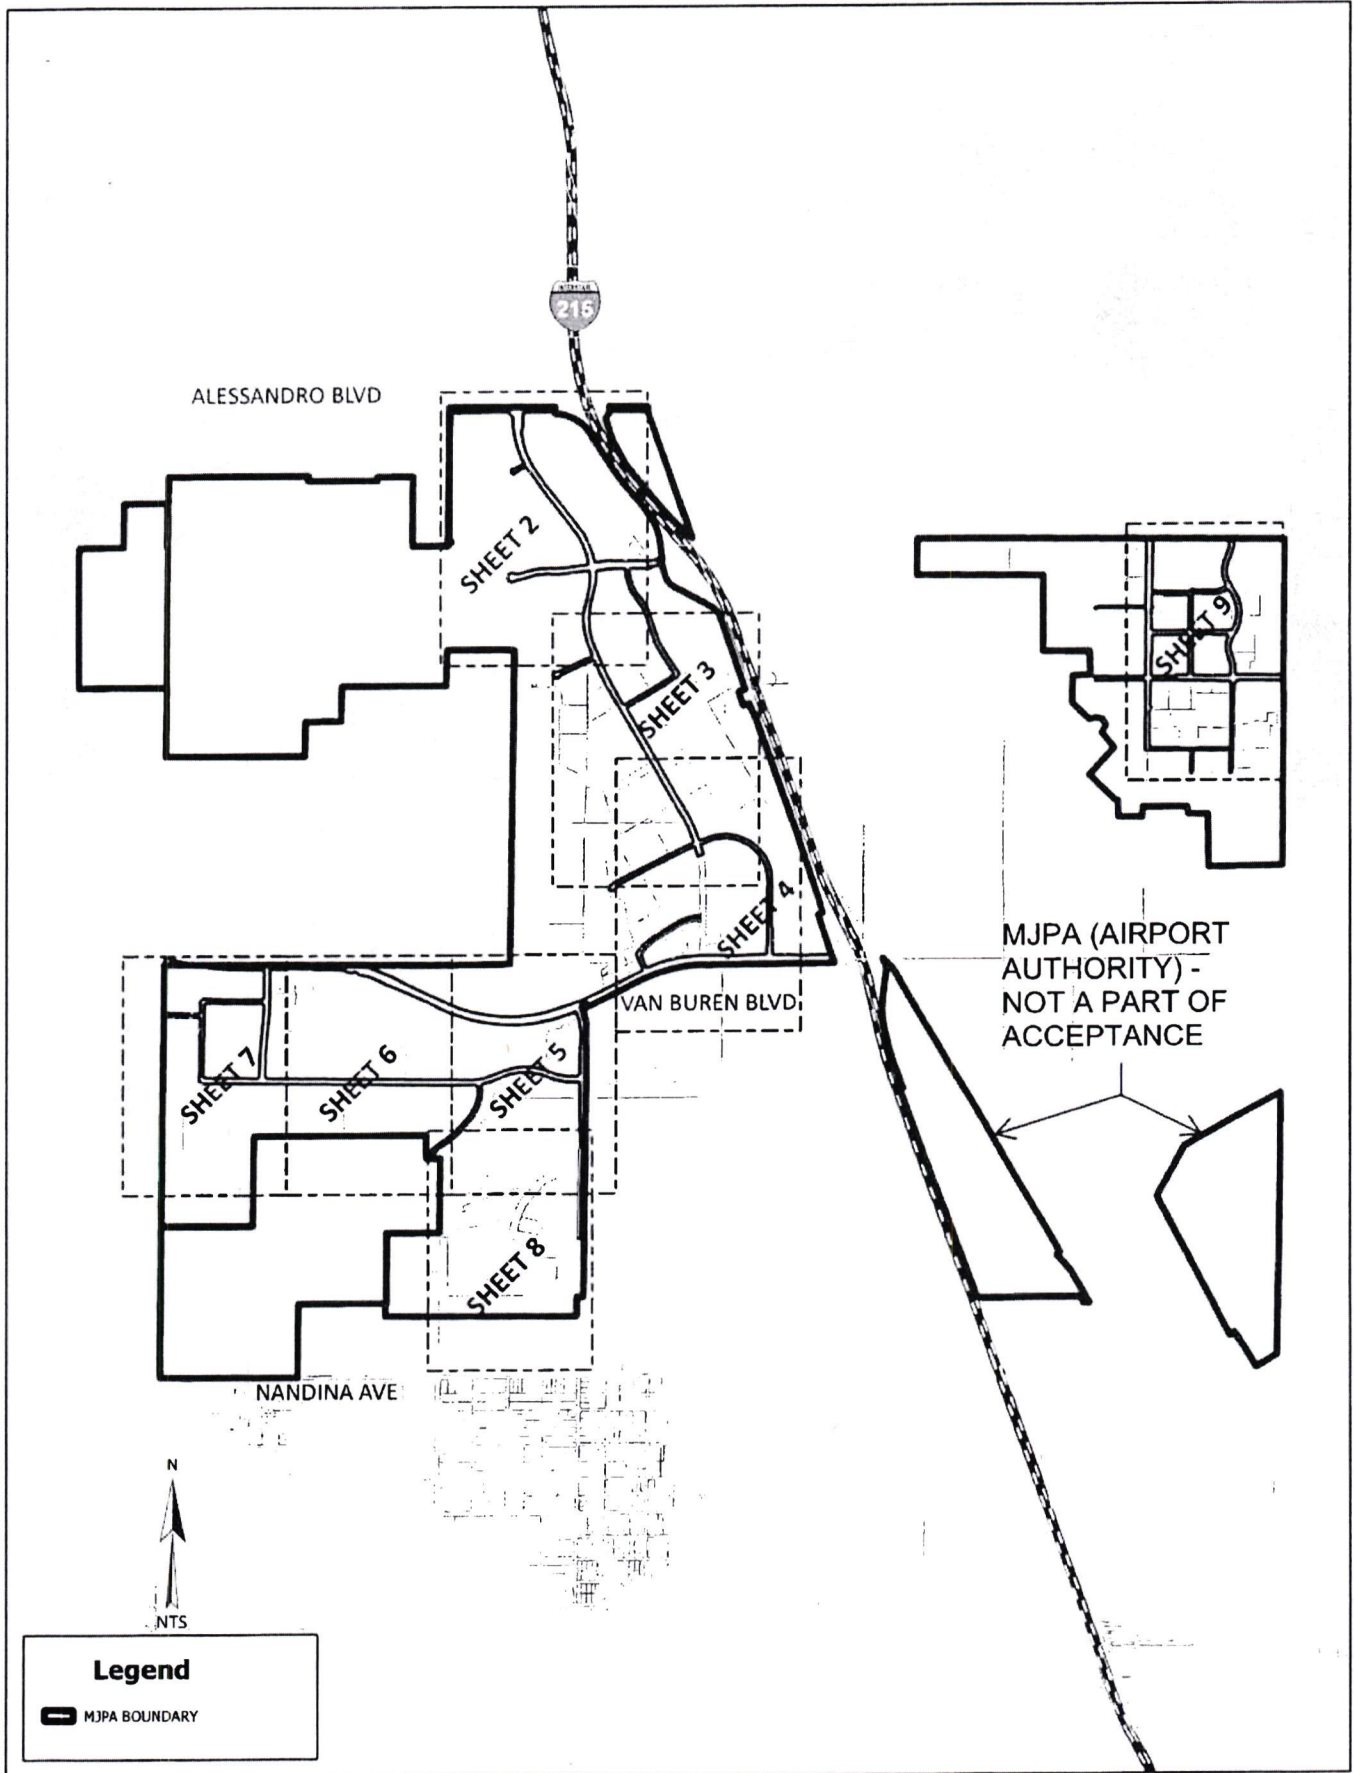 INTERSTATE
215
ALESSANDRO BLVD
SHEET 2
SHEET 3
SHEET 9
SHEET 4
MJPA (AIRPORT
AUTHORITY) -
NOT A PART OF
ACCEPTANCE
VAN BUREN BLVD
SHEET 7
SHEET 6
SHEET 5
SHEET 8
NANDINA AVE
N
NTS
Legend
MJPA BOUNDARY